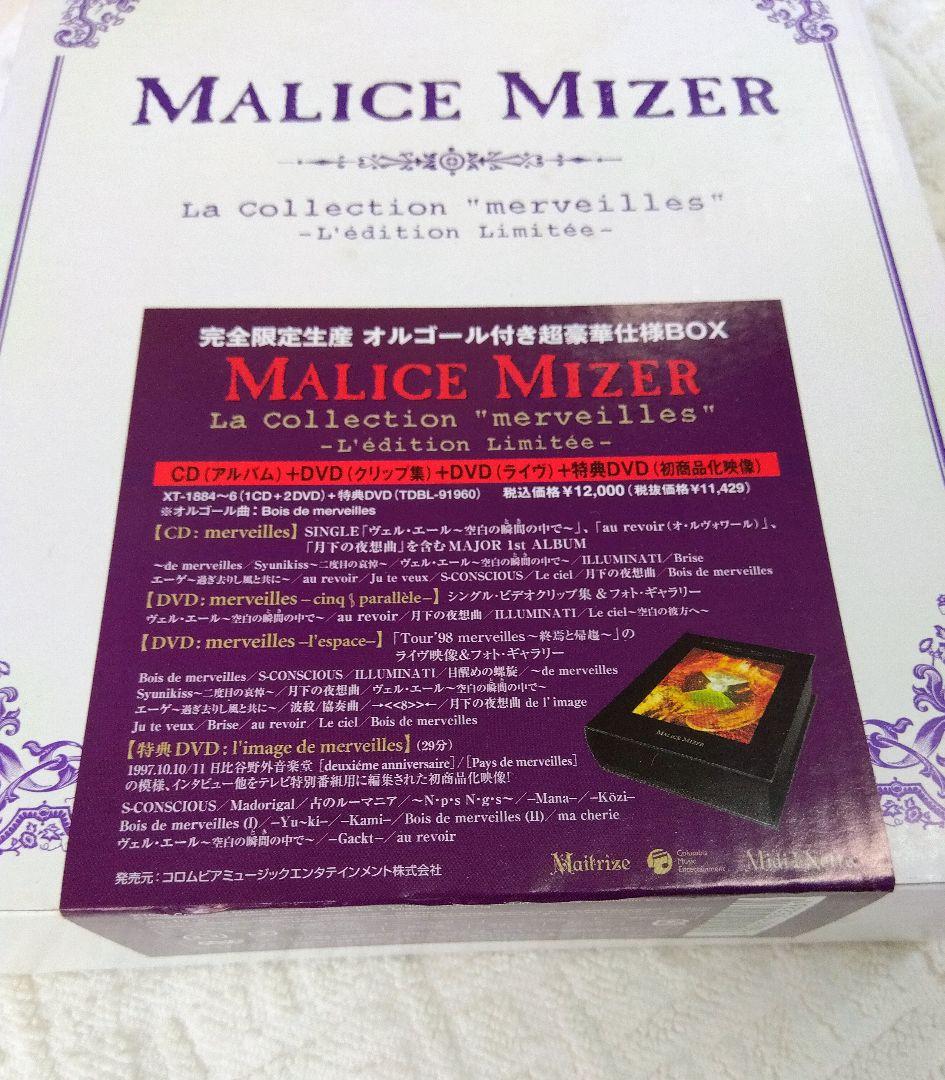 MALICE MIZER
La Collection "merveilles"
-L'édition Limitée-
完全限定生産 オルゴール付き超豪華仕様BOX
MALICE MIZER
La Collection "merveilles"
-L'édition Limitée-
CD(アルバム)+DVD(クリップ集)+DVD(ライヴ)+特典DVD(初商品化映像)
XT-1884～6(1CD+2DVD)+特典DVD(TDBL-91960) 税込価格¥12,000(税抜価格¥11,429)
※オルゴール曲：Bois de merveilles
【CD: merveilles】SINGLE「ヴェル・エール～空白の瞬間の中で～」、「au revoir(オ・ルヴォワール)」、
「月下の夜想曲」を含むMAJOR 1st ALBUM
～de merveilles／Syunikiss～二度目の哀悼～／ヴェル・エール～空白の瞬間の中で～／ILLUMINATI／Brise
エーゲ～過ぎ去りし風と共に～／au revoir／Ju te veux／S-CONSCIOUS／Le ciel／月下の夜想曲／Bois de merveilles
【DVD: merveilles –cinq parallèle–】シングル・ビデオクリップ集 & フォト・ギャラリー
ヴェル・エール～空白の瞬間の中で～／au revoir／月下の夜想曲／ILLUMINATI／Le ciel～空白の彼方へ～
【DVD: merveilles –l'espace–】「Tour'98 merveilles～終焉と帰趨～」の
ライヴ映像&フォト・ギャラリー
Bois de merveilles／S-CONSCIOUS／ILLUMINATI／目醒めの螺旋／～de merveilles
Syunikiss～二度目の哀悼～／月下の夜想曲／ヴェル・エール～空白の瞬間の中で～
エーゲ～過ぎ去りし風と共に～／波紋／協奏曲／→<<8>>←／月下の夜想曲 de l'image
Ju te veux／Brise／au revoir／Le ciel／Bois de merveilles
MALICE MIZER
【特典DVD: l'image de merveilles】(29分)
1997.10.10/11 日比谷野外音楽堂 [deuxiéme anniversaire]/[Pays de merveilles]
の模様、インタビュー他をテレビ特別番組用に編集された初商品化映像!
S-CONSCIOUS／Madorigal／占のルーマニア／～N・p・s N・g・s～／–Mana–／–Közi–
Bois de merveilles (I)／–Yu～ki–／–Kami–／Bois de merveilles (II)／ma cherie
ヴェル・エール～空白の瞬間の中で～／–Gackt–／au revoir
発売元：コロムビアミュージックエンタテインメント株式会社
Maitrize
Columbia
Music
Entertainment
Midi:Nette